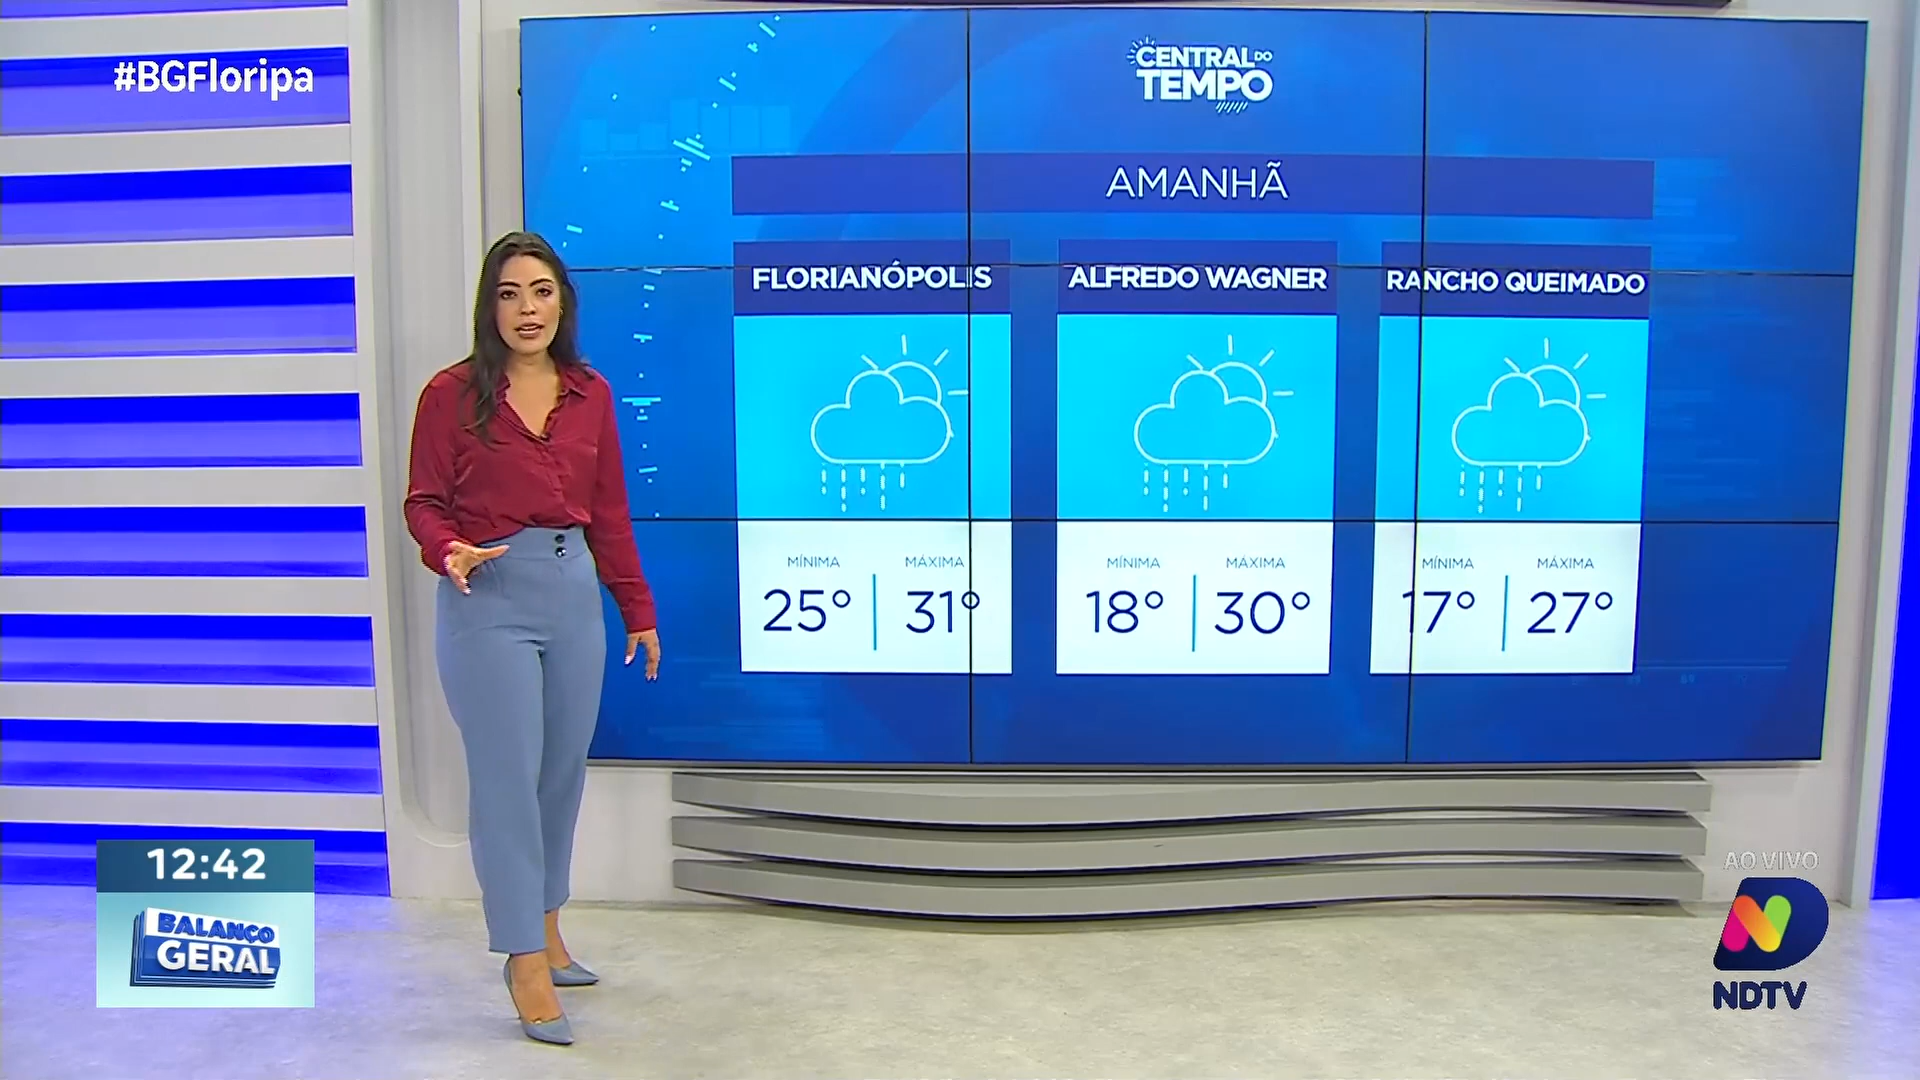 #BGFloripa
CENTRAL DO
TEMPO
AMANHÃ
FLORIANÓPOLIS
ALFREDO WAGNER
RANCHO QUEIMADO
MÍNIMA MÁXIMA
25° 31°
MÍNIMA MÁXIMA
18° 30°
MÍNIMA MÁXIMA
17° 27°
12:42
BALANÇO
GERAL
AO VIVO
NDTV